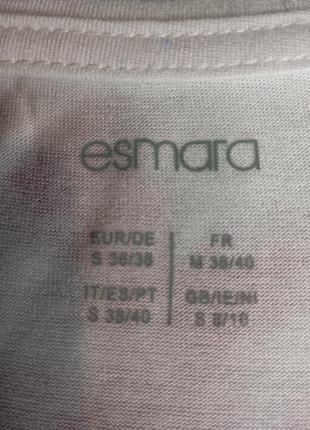 esmara
EUR/DE | FR
S 36/38 | M 38/40
IT/ES/PT | GB/IE/NI
S 38/40 | S 8/10